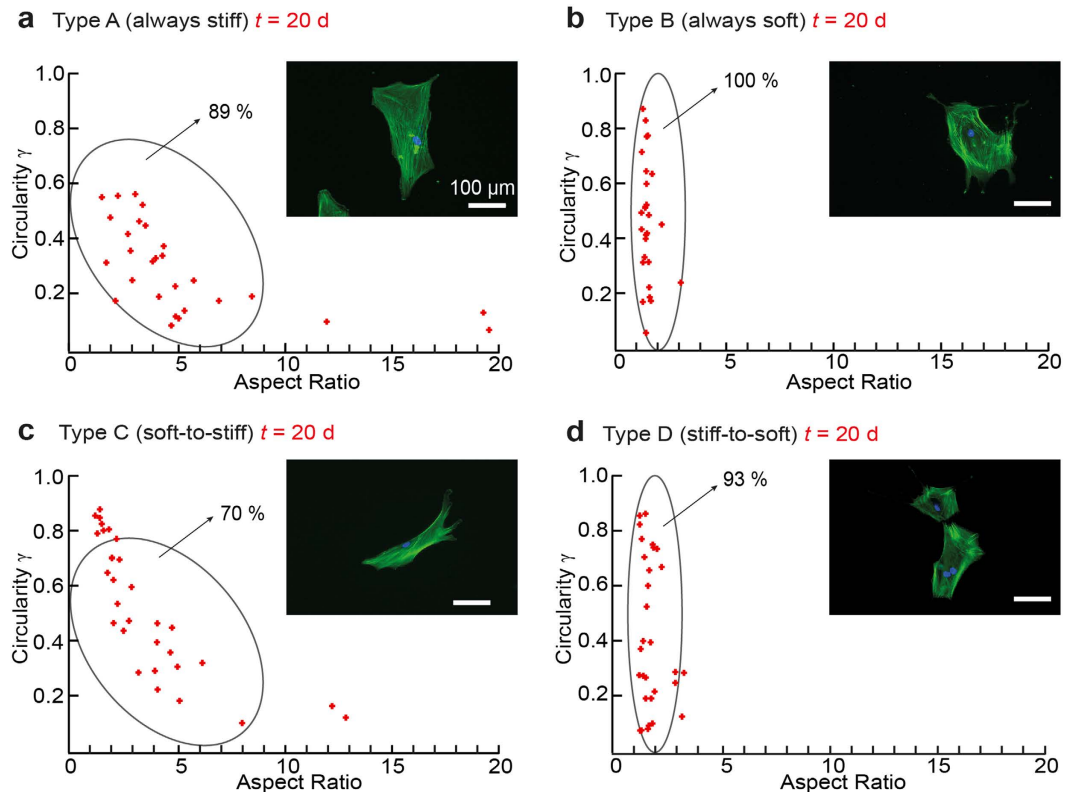 a Type A (always stiff) t = 20 d
1.0
0.8
0.6
0.4
0.2
Circularity γ
89 %
100 µm
0 5 10 15 20
Aspect Ratio
b Type B (always soft) t = 20 d
1.0
0.8
0.6
0.4
0.2
Circularity γ
100 %
0 5 10 15 20
Aspect Ratio
c Type C (soft-to-stiff) t = 20 d
1.0
0.8
0.6
0.4
0.2
Circularity γ
70 %
0 5 10 15 20
Aspect Ratio
d Type D (stiff-to-soft) t = 20 d
1.0
0.8
0.6
0.4
0.2
Circularity γ
93 %
0 5 10 15 20
Aspect Ratio